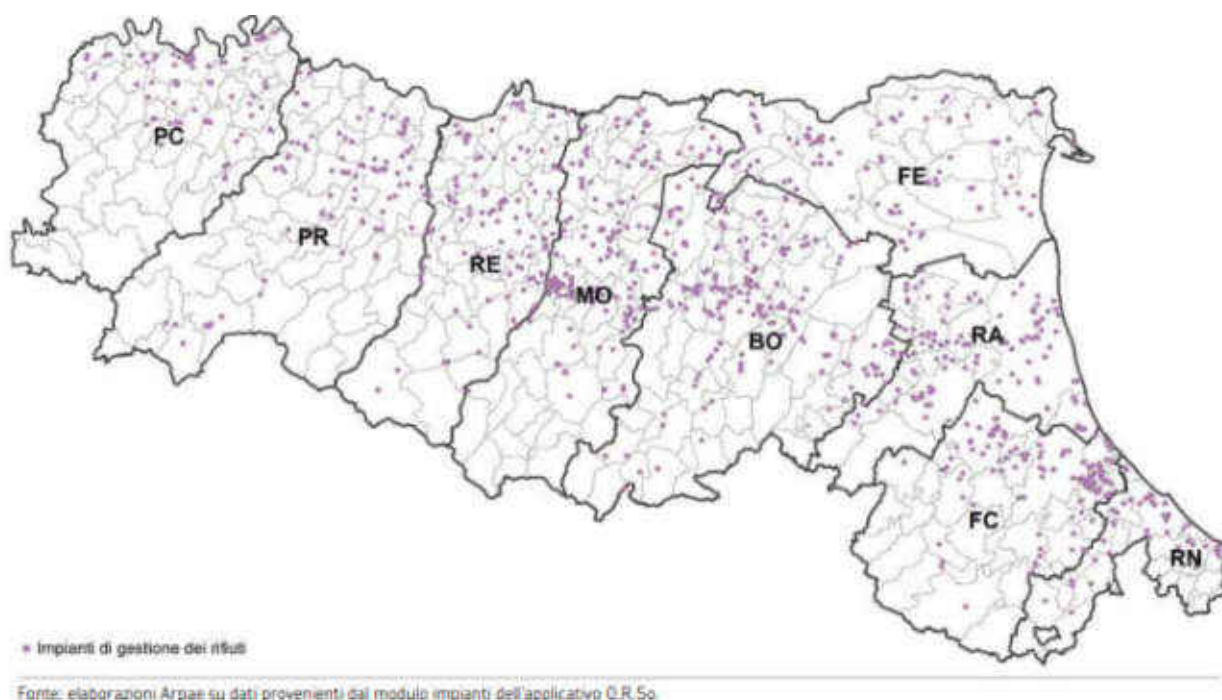 PC
PR
RE
MO
BO
FE
RA
FC
RN
Impianti di gestione dei rifiuti
Fonte: elaborazioni Arpae su dati provenienti dal modulo impianti dell'applicativo O.R.So.